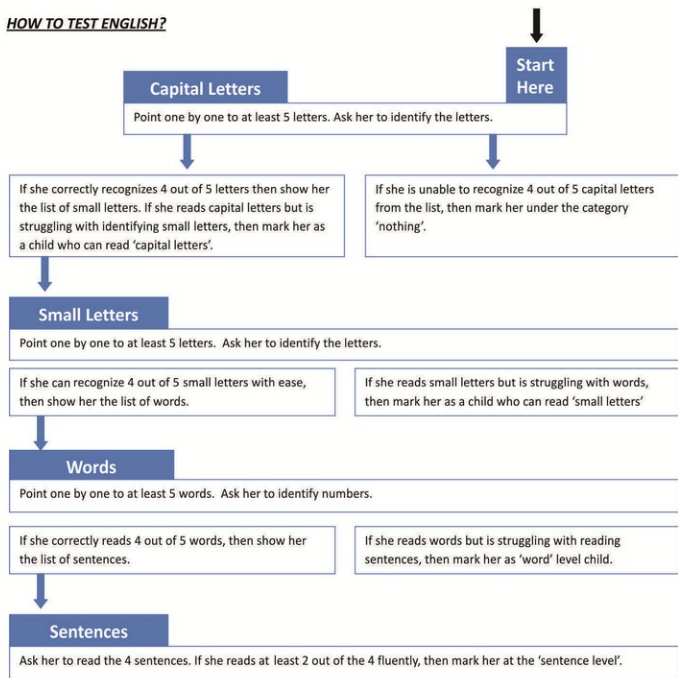 HOW TO TEST ENGLISH?
Start
Here
Capital Letters
Point one by one to at least 5 letters. Ask her to identify the letters.
If she correctly recognizes 4 out of 5 letters then show her
the list of small letters. If she reads capital letters but is
struggling with identifying small letters, then mark her as
a child who can read ‘capital letters’.
If she is unable to recognize 4 out of 5 capital letters
from the list, then mark her under the category
‘nothing’.
Small Letters
Point one by one to at least 5 letters.  Ask her to identify the letters.
If she can recognize 4 out of 5 small letters with ease,
then show her the list of words.
If she reads small letters but is struggling with words,
then mark her as a child who can read ‘small letters’
Words
Point one by one to at least 5 words.  Ask her to identify numbers.
If she correctly reads 4 out of 5 words, then show her
the list of sentences.
If she reads words but is struggling with reading
sentences, then mark her as ‘word’ level child.
Sentences
Ask her to read the 4 sentences. If she reads at least 2 out of the 4 fluently, then mark her at the ‘sentence level’.